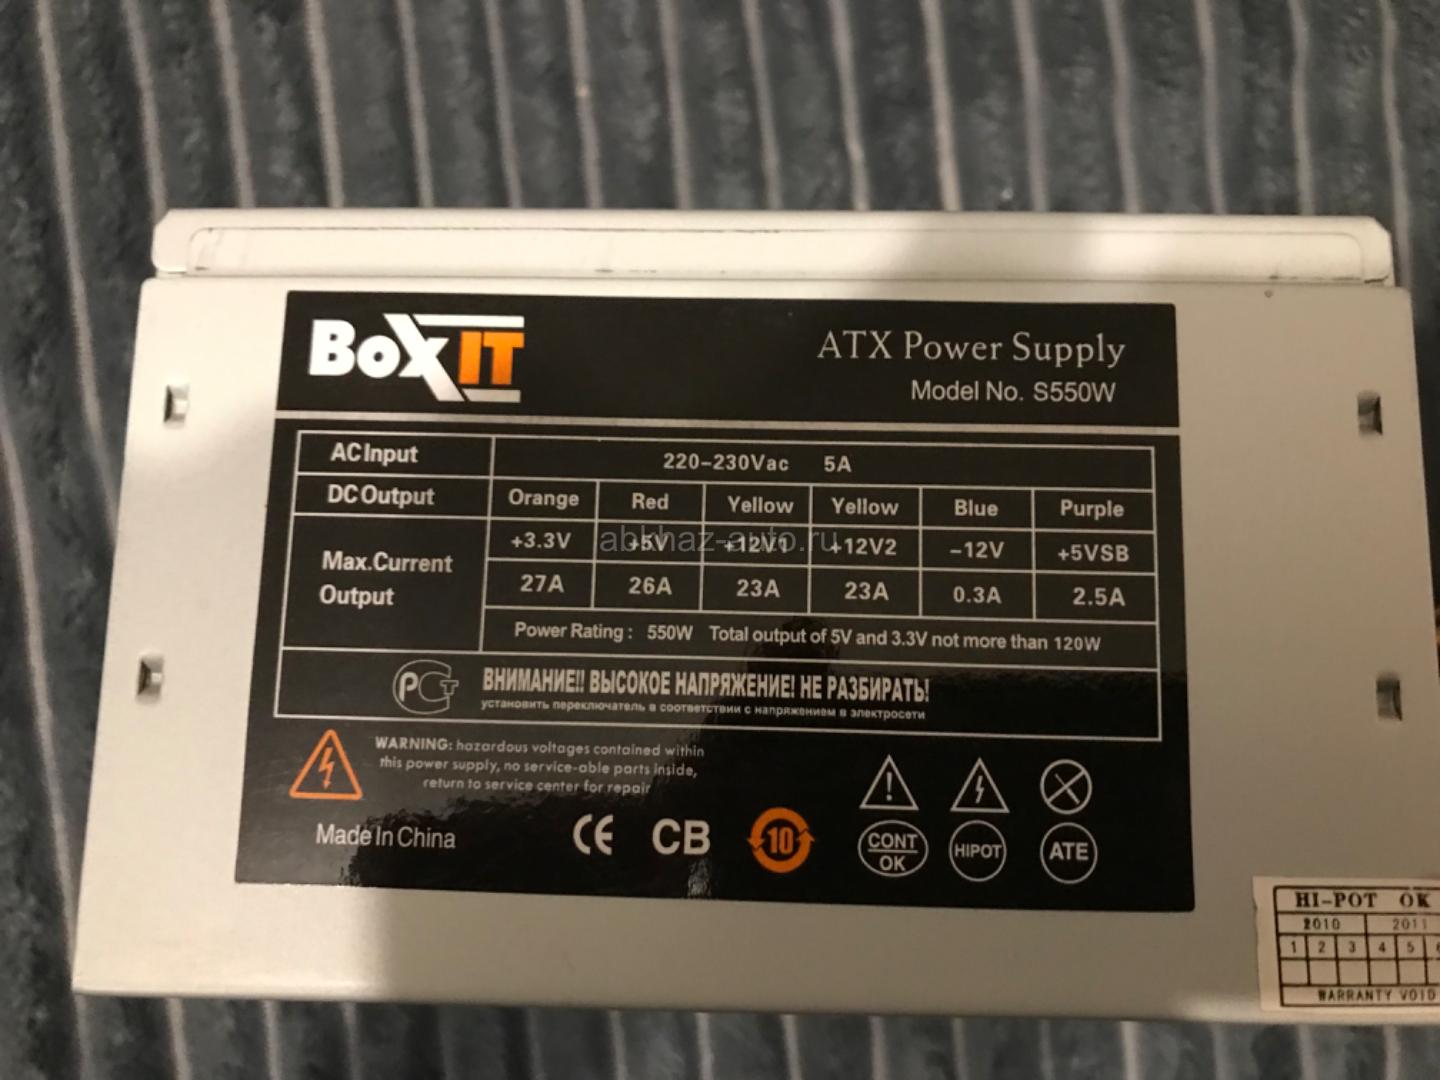 BoXIT
ATX Power Supply
Model No. S550W
AC Input 220-230Vac 5A
DC Output Orange Red Yellow Yellow Blue Purple
Max.Current Output +3.3V +5V +12V1 +12V2 -12V +5VSB
27A 26A 23A 23A 0.3A 2.5A
Power Rating: 550W Total output of 5V and 3.3V not more than 120W
abkhaz-auto.ru
РСТ ВНИМАНИЕ!! ВЫСОКОЕ НАПРЯЖЕНИЕ! НЕ РАЗБИРАТЬ!
установить переключатель в соответствии с напряжением в электросети
WARNING: hazardous voltages contained within
this power supply, no service-able parts inside,
return to service center for repair
Made In China
CE CB 10
CONT OK HIPOT ATE
HI-POT OK
2010 2011
1 2 3 4 5
WARRANTY VOID